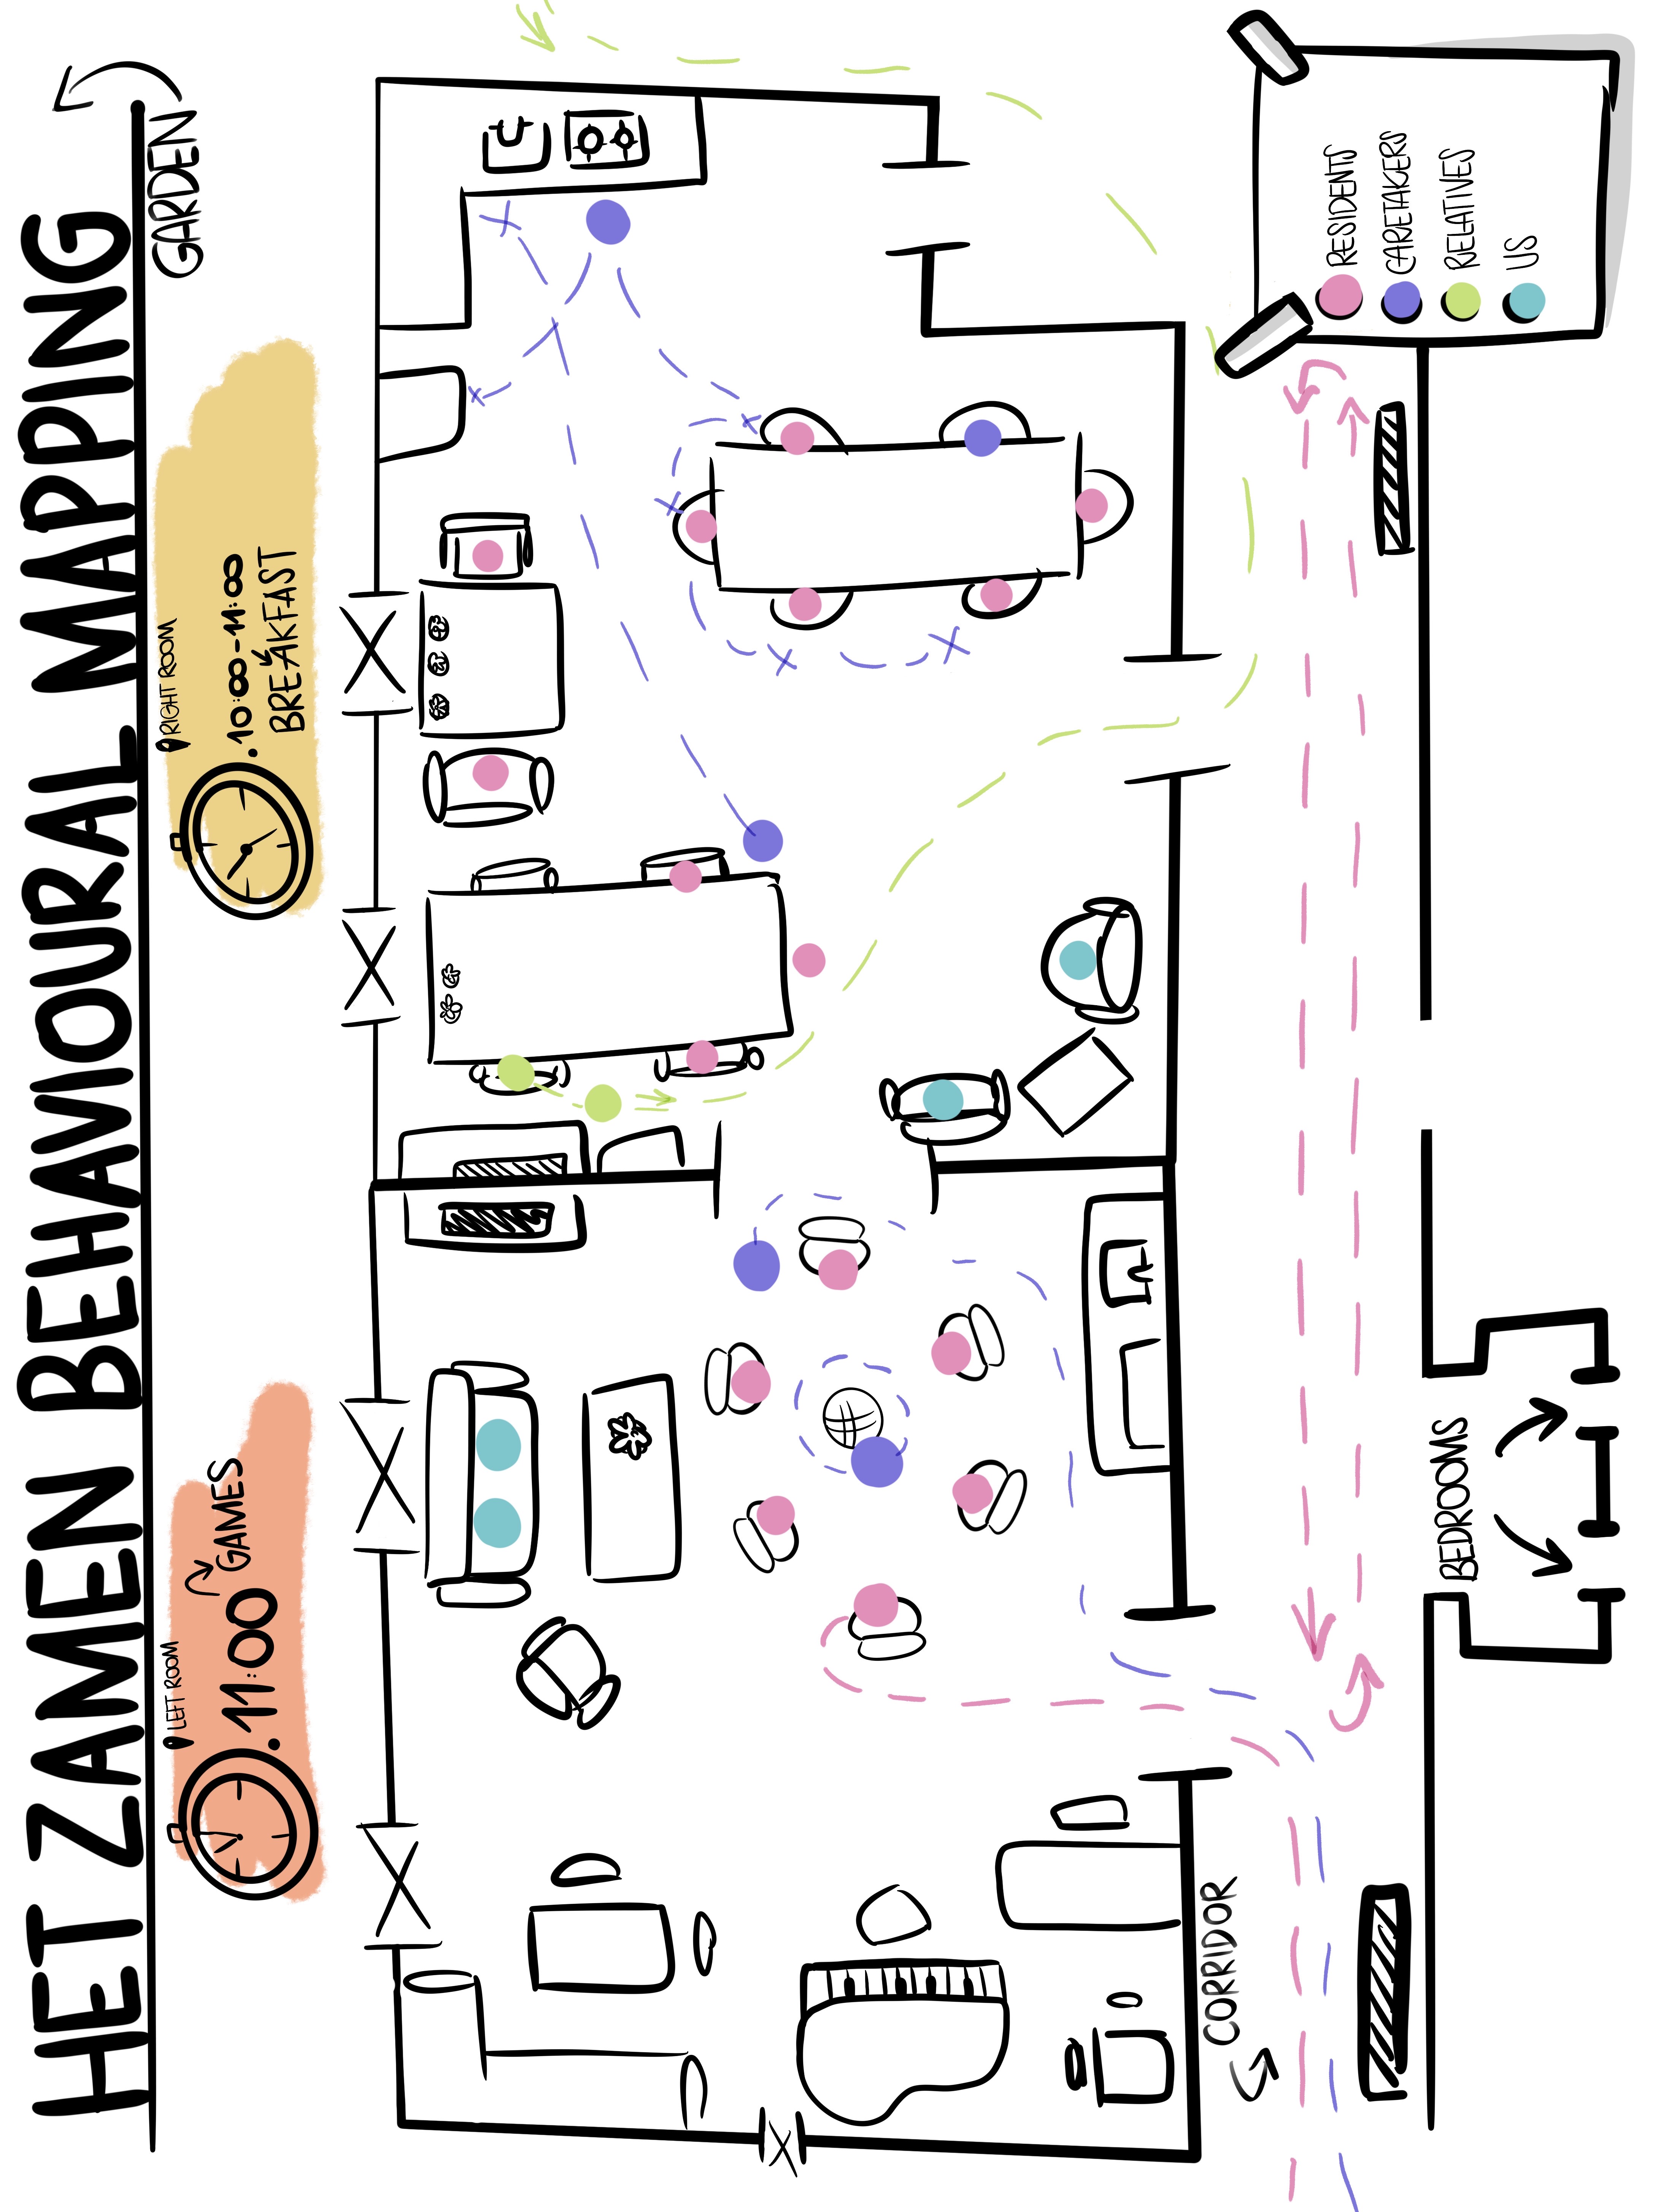 HET ZAMEN BEHAVIOURAL MAPPING
GARDEN
LEFT ROOM
11:00
GAMES
RIGHT ROOM
10:00-11:00
BREAKFAST
CORRIDOR
BEDROOMS
RESIDENTS
CARETAKERS
RELATIVES
US